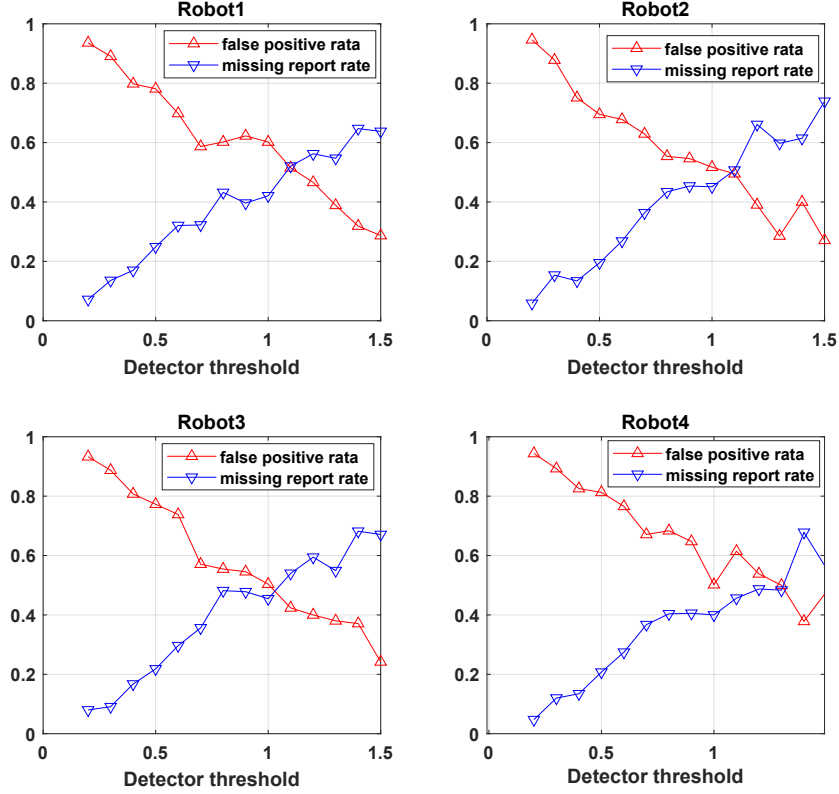 Robot1
1
0.8
0.6
0.4
0.2
0
false positive rata
missing report rate
0 0.5 1 1.5
Detector threshold
Robot2
1
0.8
0.6
0.4
0.2
0
false positive rata
missing report rate
0 0.5 1 1.5
Detector threshold
Robot3
1
0.8
0.6
0.4
0.2
0
false positive rata
missing report rate
0 0.5 1 1.5
Detector threshold
Robot4
1
0.8
0.6
0.4
0.2
0
false positive rata
missing report rate
0 0.5 1
Detector threshold